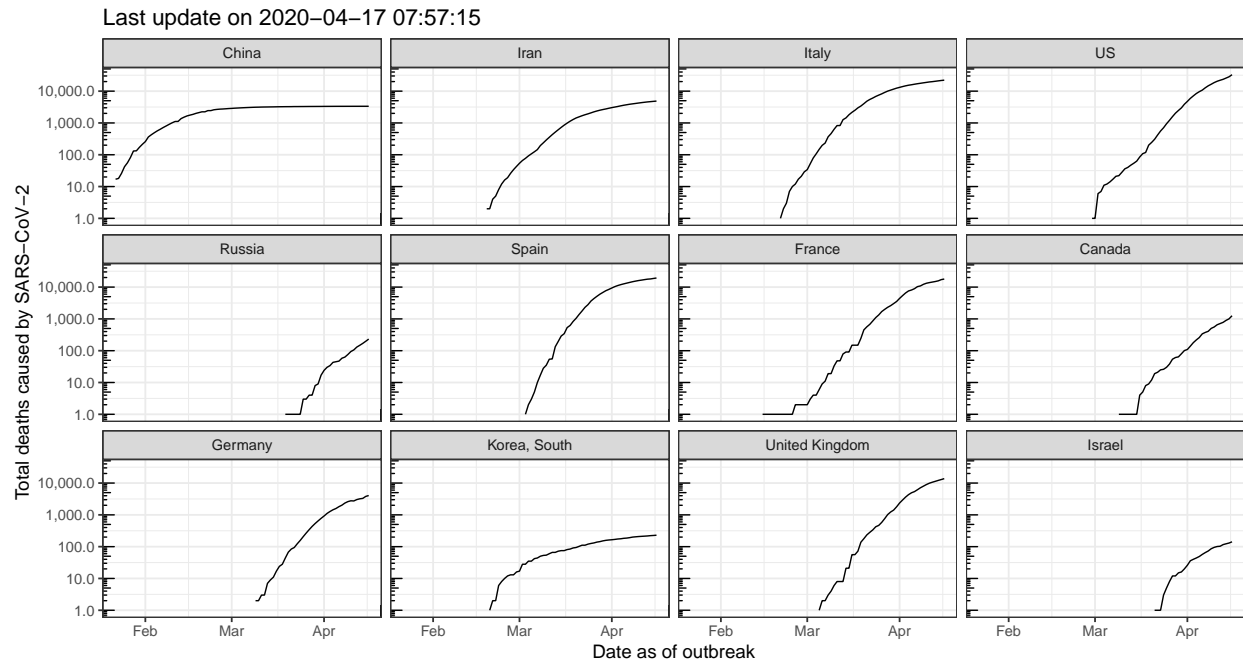 Last update on 2020−04−17 07:57:15
China
Iran
Italy
US
10,000.0
1,000.0
100.0
10.0
1.0
Russia
Spain
France
Canada
10,000.0
1,000.0
100.0
10.0
1.0
Germany
Korea, South
United Kingdom
Israel
10,000.0
1,000.0
100.0
10.0
1.0
Feb Mar Apr
Feb Mar Apr
Feb Mar Apr
Feb Mar Apr
Date as of outbreak
Total deaths caused by SARS−CoV−2